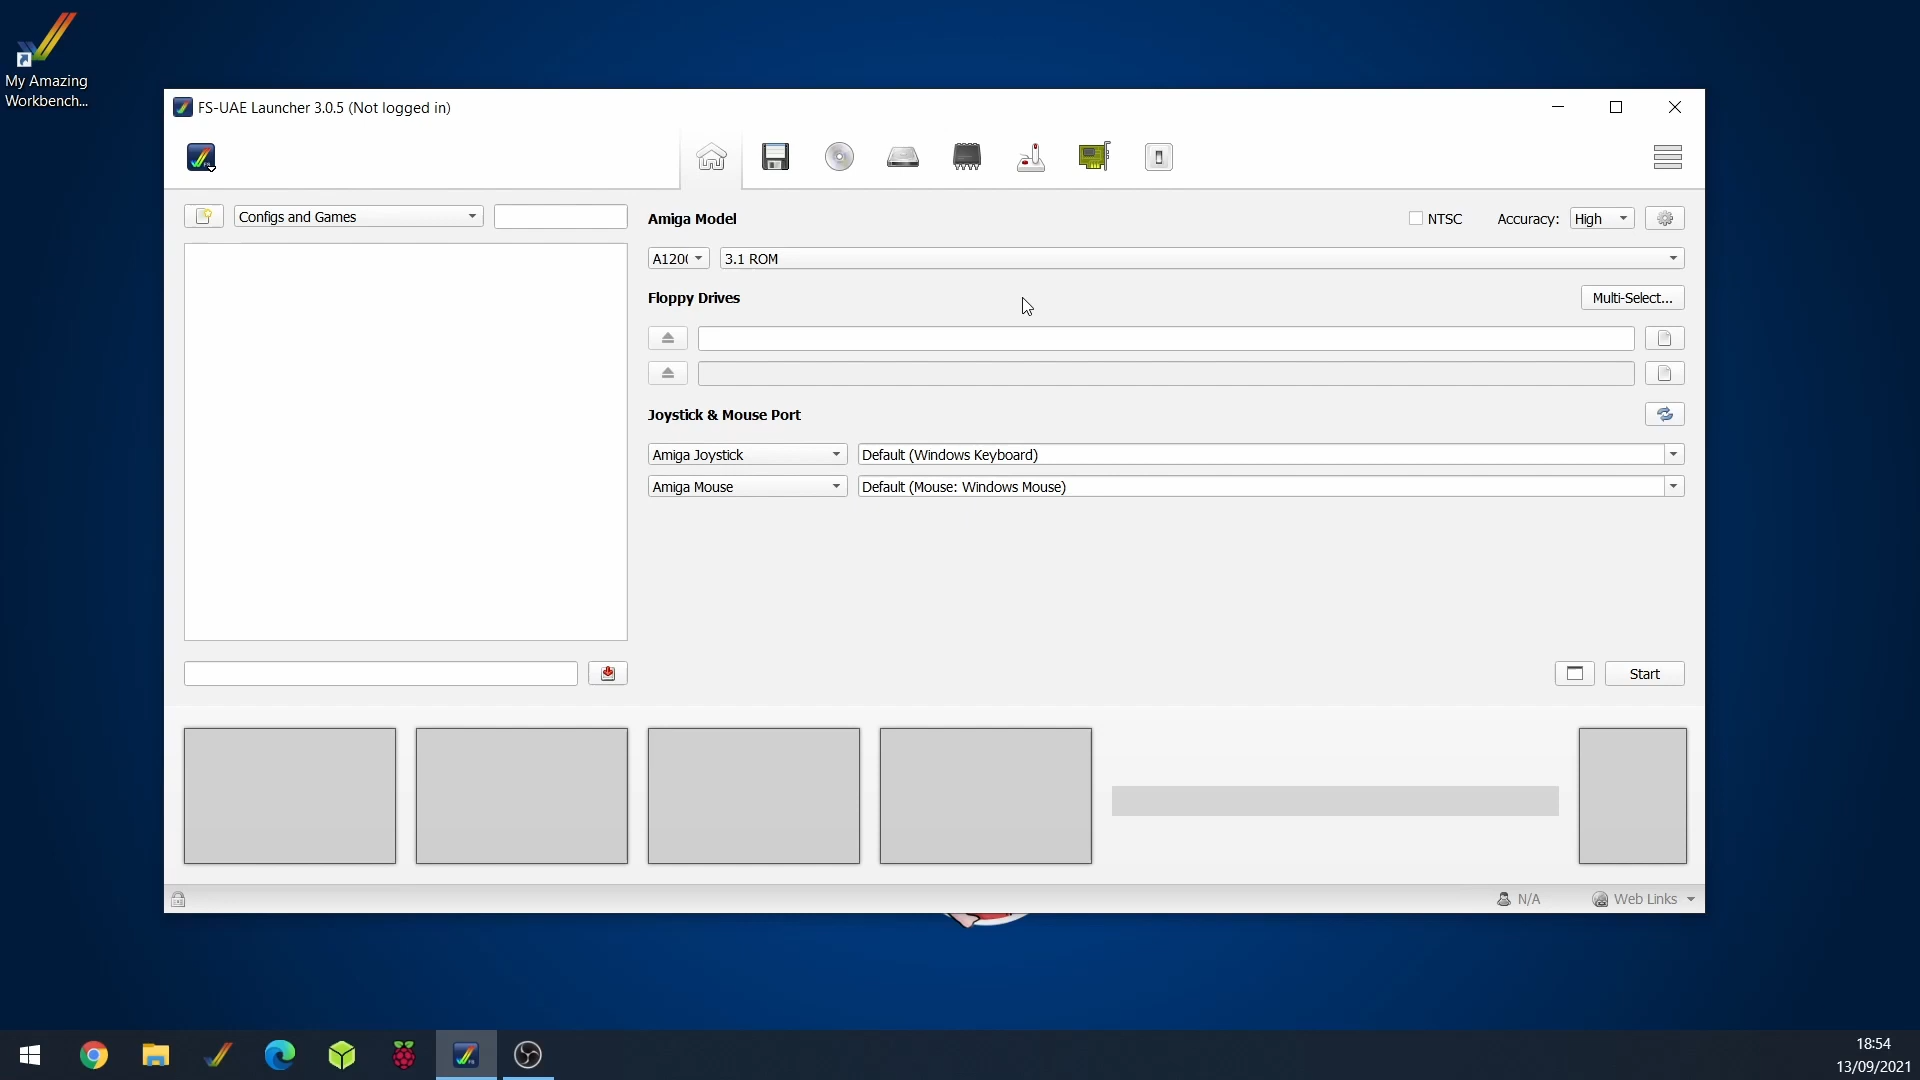 My Amazing
Workbench...
FS-UAE Launcher 3.0.5 (Not logged in)
Configs and Games
Amiga Model
NTSC
Accuracy:
High
A120
3.1 ROM
Floppy Drives
Multi-Select...
Joystick & Mouse Port
Amiga Joystick
Default (Windows Keyboard)
Amiga Mouse
Default (Mouse: Windows Mouse)
Start
N/A
Web Links
18:54
13/09/2021